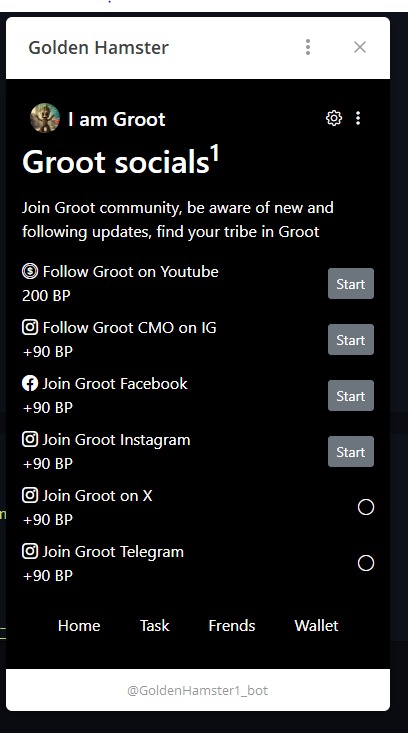 Golden Hamster
I am Groot
Groot socials1
Join Groot community, be aware of new and
following updates, find your tribe in Groot
Follow Groot on Youtube
200 BP
Start
Follow Groot CMO on IG
+90 BP
Start
Join Groot Facebook
+90 BP
Start
Join Groot Instagram
+90 BP
Start
Join Groot on X
+90 BP
Join Groot Telegram
+90 BP
Home Task Frends Wallet
@GoldenHamster1_bot